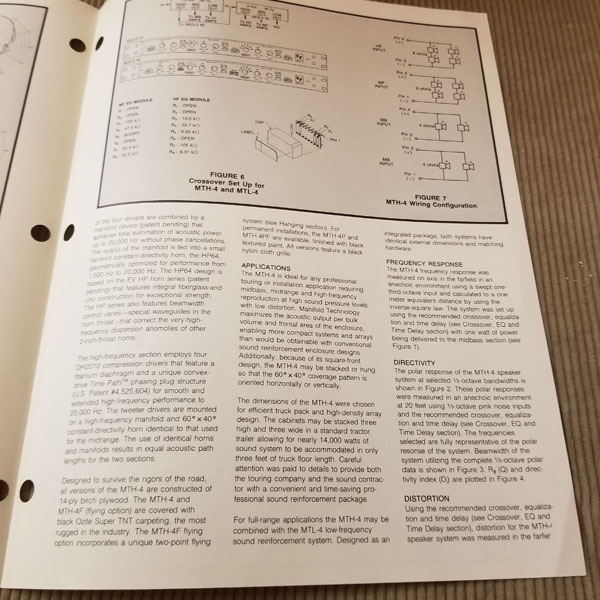 HF EQ MODULE
OPEN
OPEN
FIGURE 6
Crossover Set Up for
MTH-4 and MTL-4
LABEL
CAP
HF
INPUT
MB
INPUT
MB
INPUT
Pin 1
8 ohms
4 ohms
4 ohms
FIGURE 7
MTH-4 Wiring Configuration
of the four drivers are combined by a
manifold device (patent pending) that
achieves total summation of acoustic power
up to 20,000 Hz without phase cancellations.
The output of the manifold is led into a small
constant-directivity horn, the HP64,
geometrically optimized for performance from
1,500 Hz to 20,000 Hz. The HP64 design is
based on the EV HP horn series (patent
pending) that features integral fiberglass-and
construction for exceptional strength.
The HP series also features beamwidth
control vanes—special waveguides in the
horn throat—that correct the very-high-
frequency dispersion anomolies of other
2-inch-throat horns.
The high-frequency section employs four
DH2010 compression drivers that feature a
titanium diaphragm and a unique convex-
drive Time Path™ phasing plug structure
(U.S. Patent #4,525,604) for smooth and
extended high-frequency performance to
20,000 Hz. The tweeter drivers are mounted
on a high-frequency manifold and 60° x 40°
constant-directivity horn identical to that used
for the midrange. The use of identical horns
and manifolds results in equal acoustic path
lengths for the two sections.
Designed to survive the rigors of the road,
all versions of the MTH-4 are constructed of
14-ply birch plywood. The MTH-4 and
MTH-4F (flying option) are covered with
black Ozite Super TNT carpeting, the most
rugged in the industry. The MTH-4F flying
option incorporates a unique two-point flying
system (see Hanging section). For
permanent installations, the MTH-4P and
MTH-4PF are available, finished with black
textured paint. All versions feature a black
nylon cloth grille.
APPLICATIONS
The MTH-4 is ideal for any professional
touring or installation application requiring
midbass, midrange and high-frequency
reproduction at high sound pressure levels
with low distortion. Manifold Technology
maximizes the acoustic output per bulk
volume and frontal area of the enclosure,
enabling more compact systems and arrays
than would be obtainable with conventional
sound reinforcement enclosure designs.
Additionally, because of its square-front
design, the MTH-4 may be stacked or hung
so that the 60° x 40° coverage pattern is
oriented horizontally or vertically.
The dimensions of the MTH-4 were chosen
for efficient truck pack and high-density array
design. The cabinets may be stacked three
high and three wide in a standard tractor
trailer allowing for nearly 14,000 watts of
sound system to be accommodated in only
three feet of truck floor length. Careful
attention was paid to details to provide both
the touring company and the sound contrac-
tor with a convenient and time-saving pro-
fessional sound reinforcement package.
For full-range applications the MTH-4 may be
combined with the MTL-4 low-frequency
sound reinforcement system. Designed as an
integrated package, both systems have
identical external dimensions and matching
hardware.
FREQUENCY RESPONSE
The MTH-4 frequency response was
measured on axis in the farfield in an
anechoic environment using a swept one-
third octave input and calculated to a one
meter equivalent distance by using the
inverse-square law. The system was set up
using the recommended crossover, equaliza-
tion and time delay (see Crossover, EQ and
Time Delay section) with one watt of power
being delivered to the midbass section (see
Figure 1).
DIRECTIVITY
The polar response of the MTH-4 speaker
system at selected ⅓-octave bandwidths is
shown in Figure 2. These polar responses
were measured in an anechoic environment
at 20 feet using ⅓-octave pink noise inputs
and the recommended crossover, equaliza-
tion and time delay (see Crossover, EQ and
Time Delay section). The frequencies
selected are fully representative of the polar
resonse of the system. Beamwidth of the
system utilizing the complete ⅓-octave polar
data is shown in Figure 3. Rθ (Q) and direc-
tivity index (Di) are plotted in Figure 4.
DISTORTION
Using the recommended crossover, equaliza-
tion and time delay (see Crossover, EQ and
Time Delay section), distortion for the MTH-
speaker system was measured in the farfie